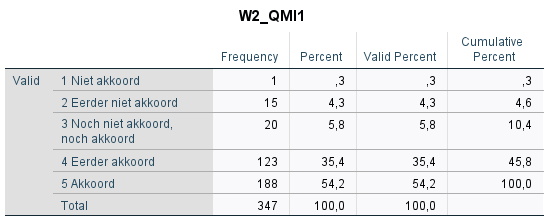 W2_QMI1
Frequency Percent Valid Percent Cumulative Percent
Valid 1 Niet akkoord 1 ,3 ,3 ,3
2 Eerder niet akkoord 15 4,3 4,3 4,6
3 Noch niet akkoord, noch akkoord 20 5,8 5,8 10,4
4 Eerder akkoord 123 35,4 35,4 45,8
5 Akkoord 188 54,2 54,2 100,0
Total 347 100,0 100,0